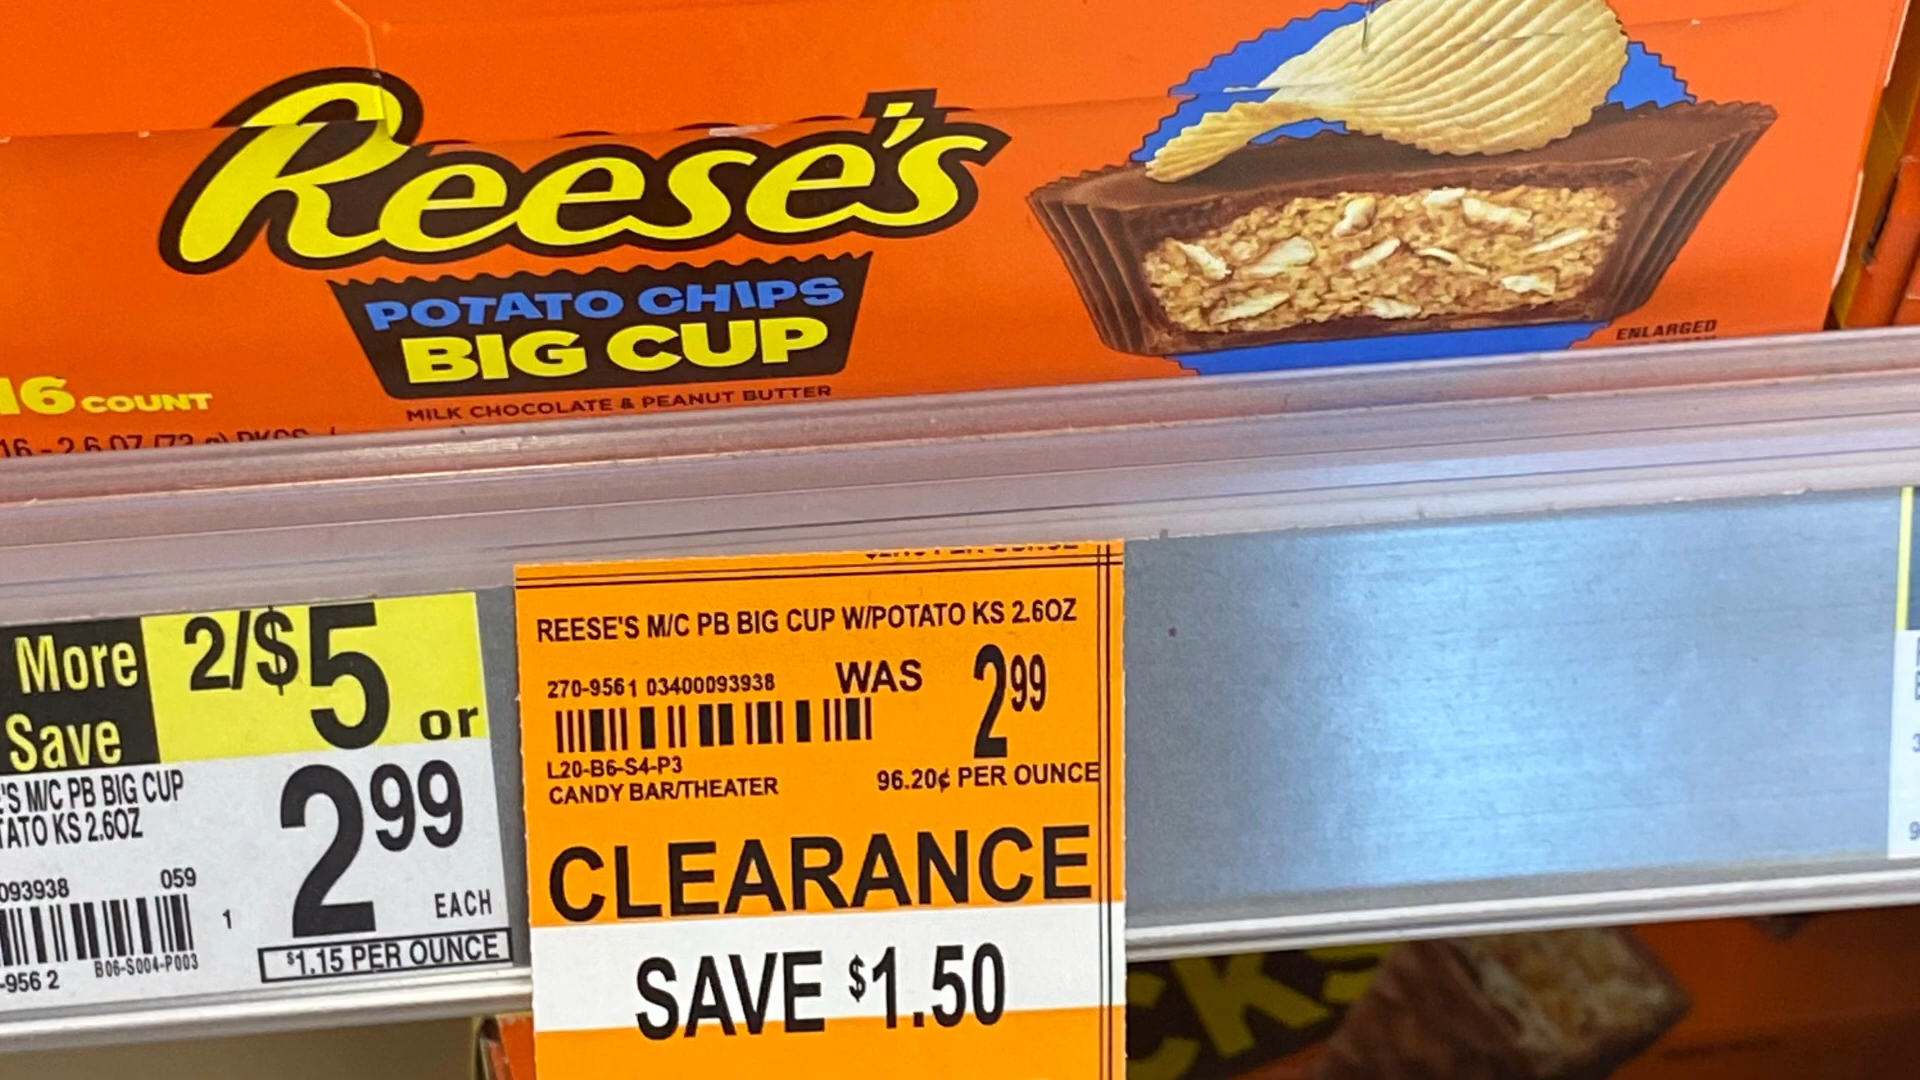 Reese's
POTATO CHIPS
BIG CUP
MILK CHOCOLATE & PEANUT BUTTER
16 COUNT
ENLARGED
More
Save
2/$5 or
'S M/C PB BIG CUP
TATO KS 2.6OZ
2.99
EACH
$1.15 PER OUNCE
093938
059
1
-956 2
B06-S004-P003
REESE'S M/C PB BIG CUP W/POTATO KS 2.6OZ
270-9561 03400093938
WAS 2.99
L20-B6-S4-P3
CANDY BAR/THEATER
96.20¢ PER OUNCE
CLEARANCE
SAVE $1.50